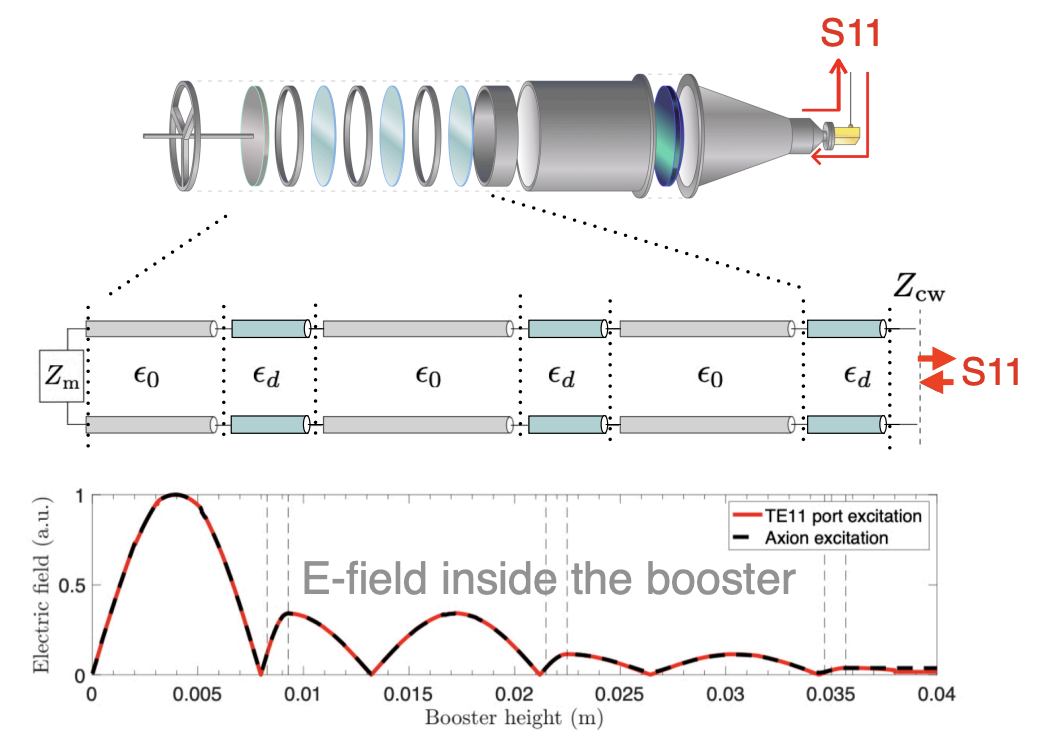 S11
Z_cw
Z_m
ϵ_0
ϵ_d
ϵ_0
ϵ_d
ϵ_0
ϵ_d
S11
Electric field (a.u.)
1
0.5
0
TE11 port excitation
Axion excitation
E-field inside the booster
0 0.005 0.01 0.015 0.02 0.025 0.03 0.035 0.04
Booster height (m)